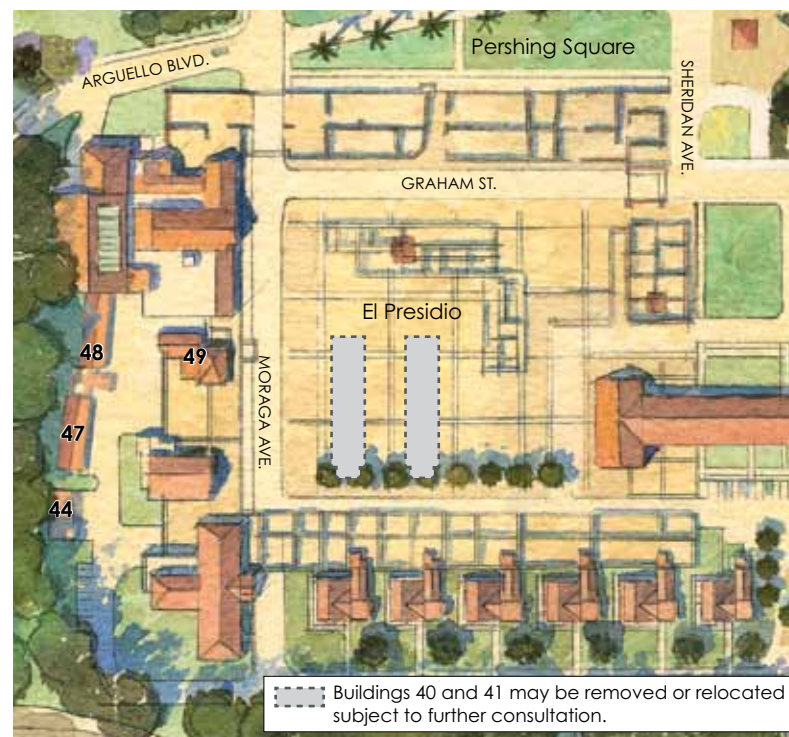 Pershing Square
ARGUELLO BLVD.
SHERIDAN AVE.
GRAHAM ST.
El Presidio
48
49
MORAGA AVE.
47
44
Buildings 40 and 41 may be removed or relocated
subject to further consultation.